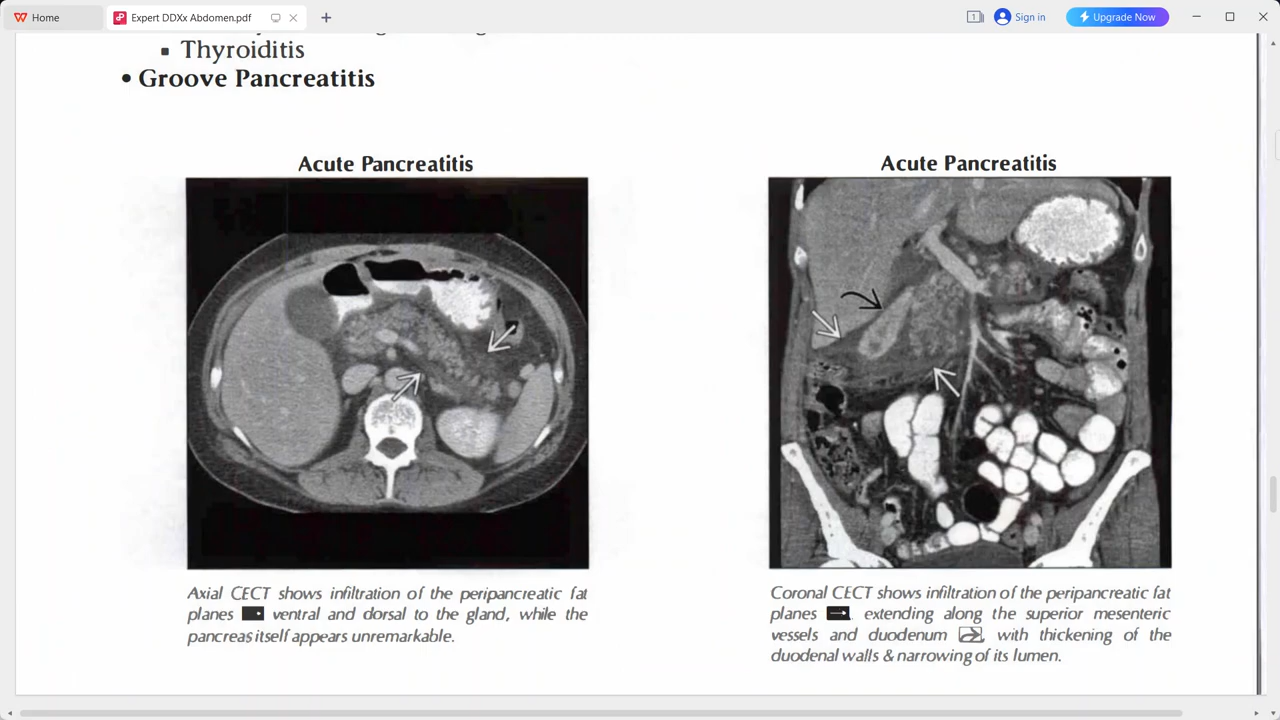 Home
Expert DDXx Abdomen.pdf
1
Sign in
Upgrade Now
Thyroiditis
Groove Pancreatitis
Acute Pancreatitis
Axial CECT shows infiltration of the peripancreatic fat
planes ventral and dorsal to the gland, while the
pancreas itself appears unremarkable.
Acute Pancreatitis
Coronal CECT shows infiltration of the peripancreatic fat
planes extending along the superior mesenteric
vessels and duodenum with thickening of the
duodenal walls & narrowing of its lumen.